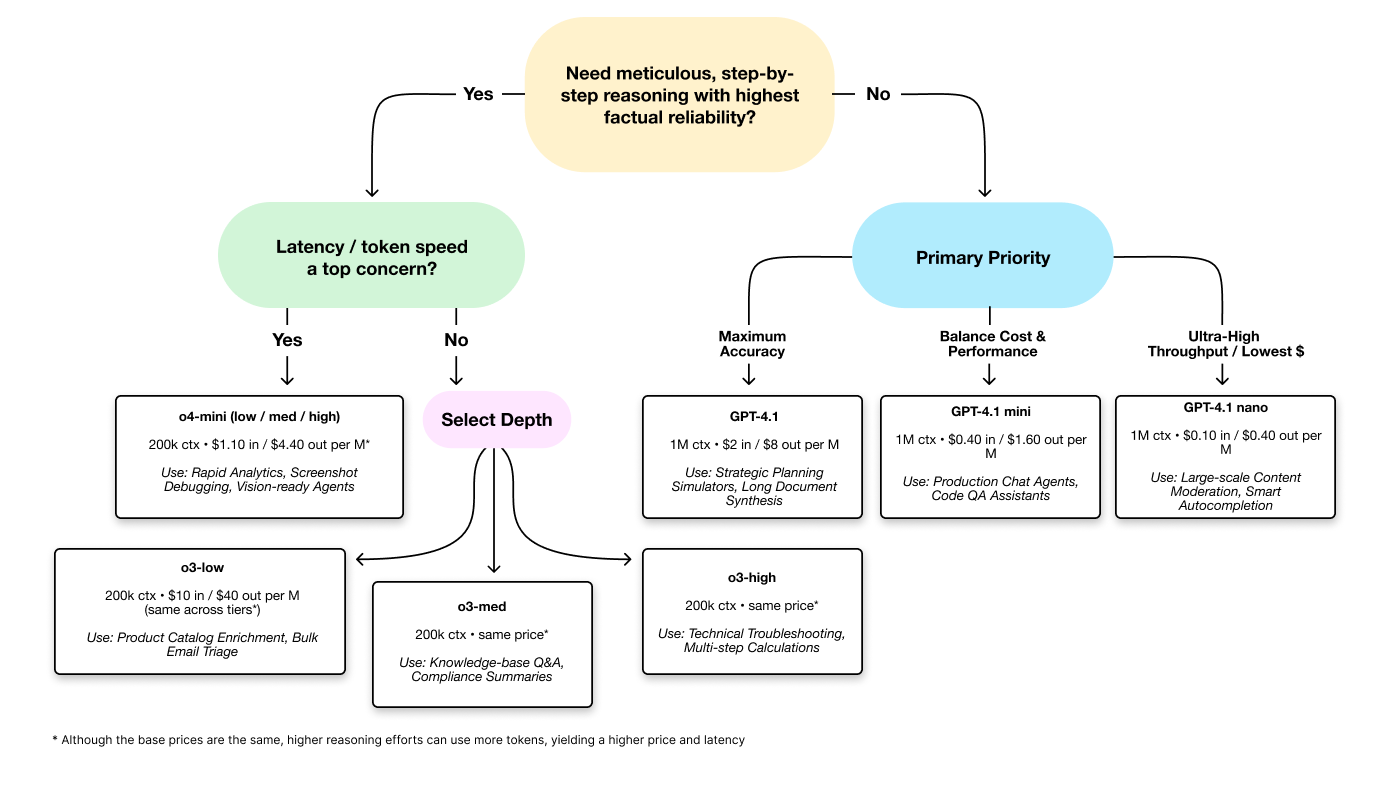 Need meticulous, step-by-
step reasoning with highest
factual reliability?
Yes
No
Latency / token speed
a top concern?
Primary Priority
Yes
No
Maximum
Accuracy
Balance Cost &
Performance
Ultra-High
Throughput / Lowest $
o4-mini (low / med / high)
200k ctx • $1.10 in / $4.40 out per M*
Use: Rapid Analytics, Screenshot
Debugging, Vision-ready Agents
Select Depth
GPT-4.1
1M ctx • $2 in / $8 out per M
Use: Strategic Planning
Simulators, Long Document
Synthesis
GPT-4.1 mini
1M ctx • $0.40 in / $1.60 out per
M
Use: Production Chat Agents,
Code QA Assistants
GPT-4.1 nano
1M ctx • $0.10 in / $0.40 out per
M
Use: Large-scale Content
Moderation, Smart
Autocompletion
o3-low
200k ctx • $10 in / $40 out per M
(same across tiers*)
Use: Product Catalog Enrichment, Bulk
Email Triage
o3-med
200k ctx • same price*
Use: Knowledge-base Q&A,
Compliance Summaries
o3-high
200k ctx • same price*
Use: Technical Troubleshooting,
Multi-step Calculations
* Although the base prices are the same, higher reasoning efforts can use more tokens, yielding a higher price and latency